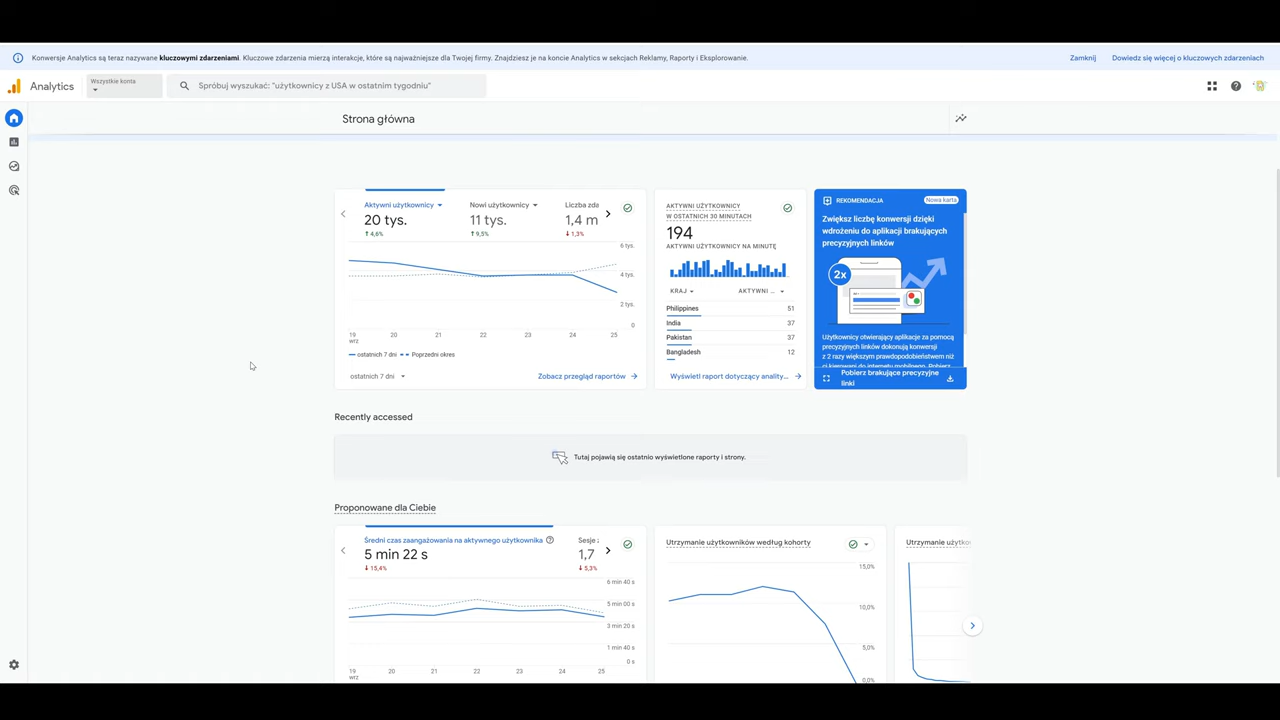 Konwersje Analytics są teraz nazywane kluczowymi zdarzeniami. Kluczowe zdarzenia mierzą interakcje, które są najważniejsze dla Twojej firmy. Znajdziesz je na koncie Analytics w sekcjach Reklamy, Raporty i Eksplorowanie.
Zamknij
Dowiedz się więcej o kluczowych zdarzeniach
Analytics
Wszystkie konta
Spróbuj wyszukać: "użytkownicy z USA w ostatnim tygodniu"
Strona główna
Aktywni użytkownicy
20 tys.
4,6%
Nowi użytkownicy
11 tys.
9,5%
Liczba zda
1,4 m
1,3%
6 tys.
4 tys.
2 tys.
0
19
wrz
20
21
22
23
24
25
ostatnich 7 dni
Poprzedni okres
ostatnich 7 dni
Zobacz przegląd raportów
AKTYWNI UŻYTKOWNICY
W OSTATNICH 30 MINUTACH
194
AKTYWNI UŻYTKOWNICY NA MINUTĘ
KRAJ
AKTYWNI ...
Philippines 51
India 37
Pakistan 37
Bangladesh 12
Wyświetl raport dotyczący anality...
REKOMENDACJA
Nowa karta
Zwiększ liczbę konwersji dzięki
wdrożeniu do aplikacji brakujących
precyzyjnych linków
2x
Użytkownicy otwierający aplikacje za pomocą
precyzyjnych linków dokonują konwersji
z 2 razy większym prawdopodobieństwem niż
Pobierz brakujące precyzyjne
linki
Recently accessed
Tutaj pojawią się ostatnio wyświetlone raporty i strony.
Proponowane dla Ciebie
Średni czas zaangażowania na aktywnego użytkownika
5 min 22 s
15,4%
Sesje z
1,7
5,3%
6 min 40 s
5 min 00 s
3 min 20 s
1 min 40 s
0 s
19
wrz
20
21
22
23
24
25
Utrzymanie użytkowników według kohorty
15,0%
10,0%
5,0%
0,0%
Utrzymanie użytko